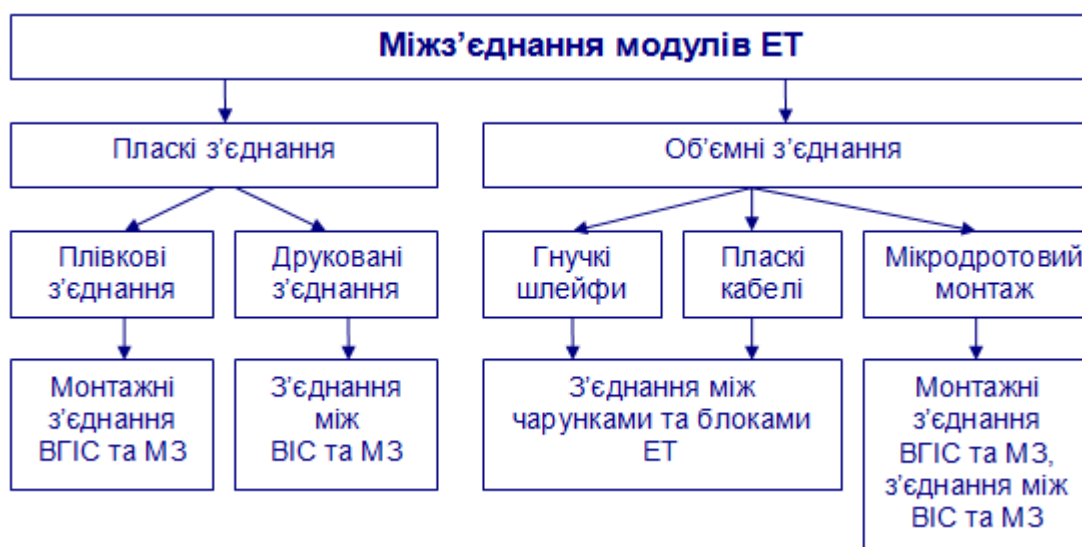 Міжз’єднання модулів ЕТ
Пласкі з’єднання
Об’ємні з’єднання
Плівкові
з’єднання
Друковані
з’єднання
Гнучкі
шлейфи
Пласкі
кабелі
Мікродротовий
монтаж
Монтажні
з’єднання
ВГІС та МЗ
З’єднання
між
ВІС та МЗ
З’єднання між
чарунками та блоками
ЕТ
Монтажні
з’єднання
ВГІС та МЗ,
з’єднання між
ВІС та МЗ